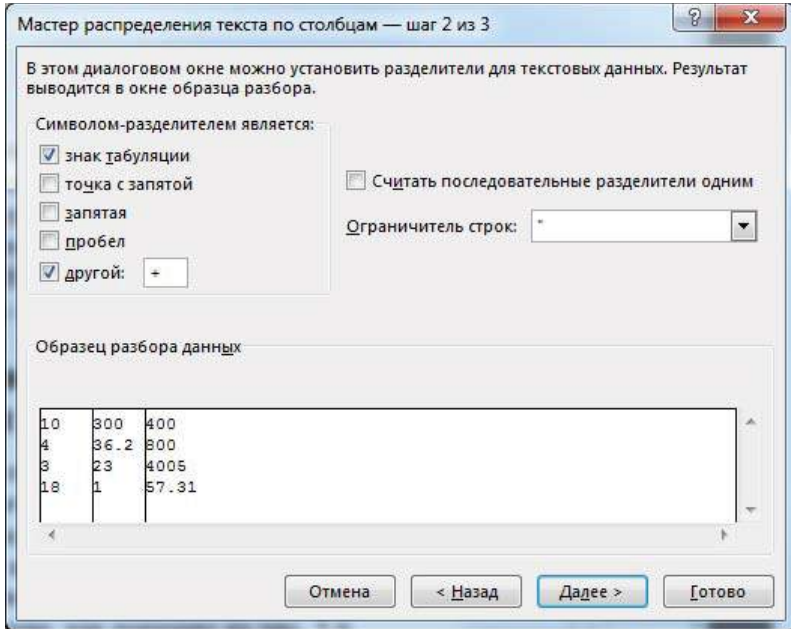 Мастер распределения текста по столбцам — шаг 2 из 3
В этом диалоговом окне можно установить разделители для текстовых данных. Результат
выводится в окне образца разбора.
Символом-разделителем является:
знак табуляции
точка с запятой
запятая
пробел
другой: +
Считать последовательные разделители одним
Ограничитель строк: "
Образец разбора данных
10 300 400
4 36.2 800
3 23 4005
18 1 57.31
Отмена < Назад Далее > Готово